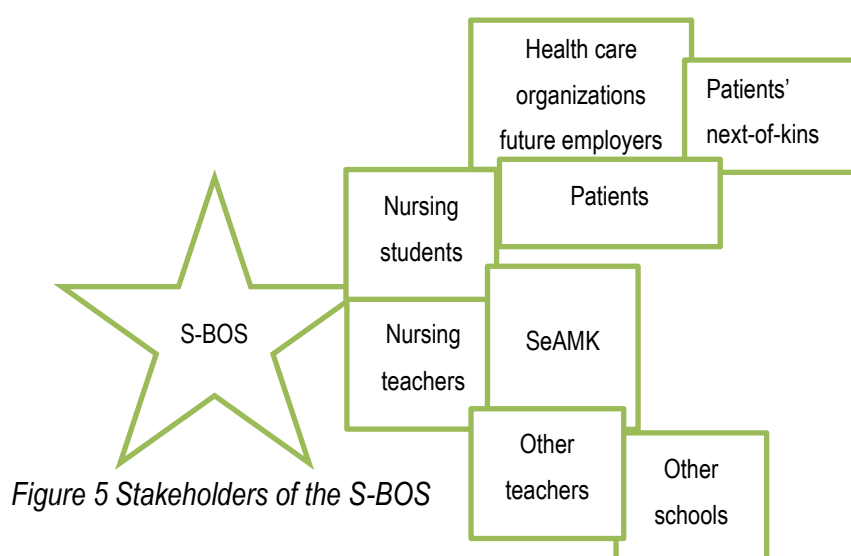 Health care
organizations
future employers
Patients’
next-of-kins
Patients
Nursing
students
S-BOS
Nursing
teachers
SeAMK
Other
teachers
Other
schools
Figure 5 Stakeholders of the S-BOS